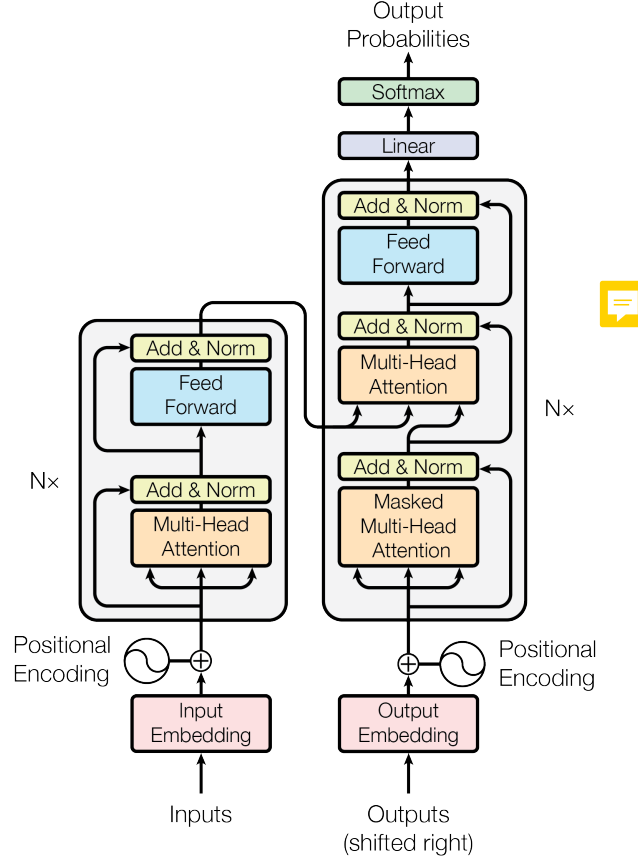 Output
Probabilities
Softmax
Linear
Add & Norm
Feed
Forward
Add & Norm
Multi-Head
Attention
Nx
Add & Norm
Masked
Multi-Head
Attention
Add & Norm
Feed
Forward
Nx
Add & Norm
Multi-Head
Attention
Positional
Encoding
Positional
Encoding
Input
Embedding
Output
Embedding
Inputs
Outputs
(shifted right)